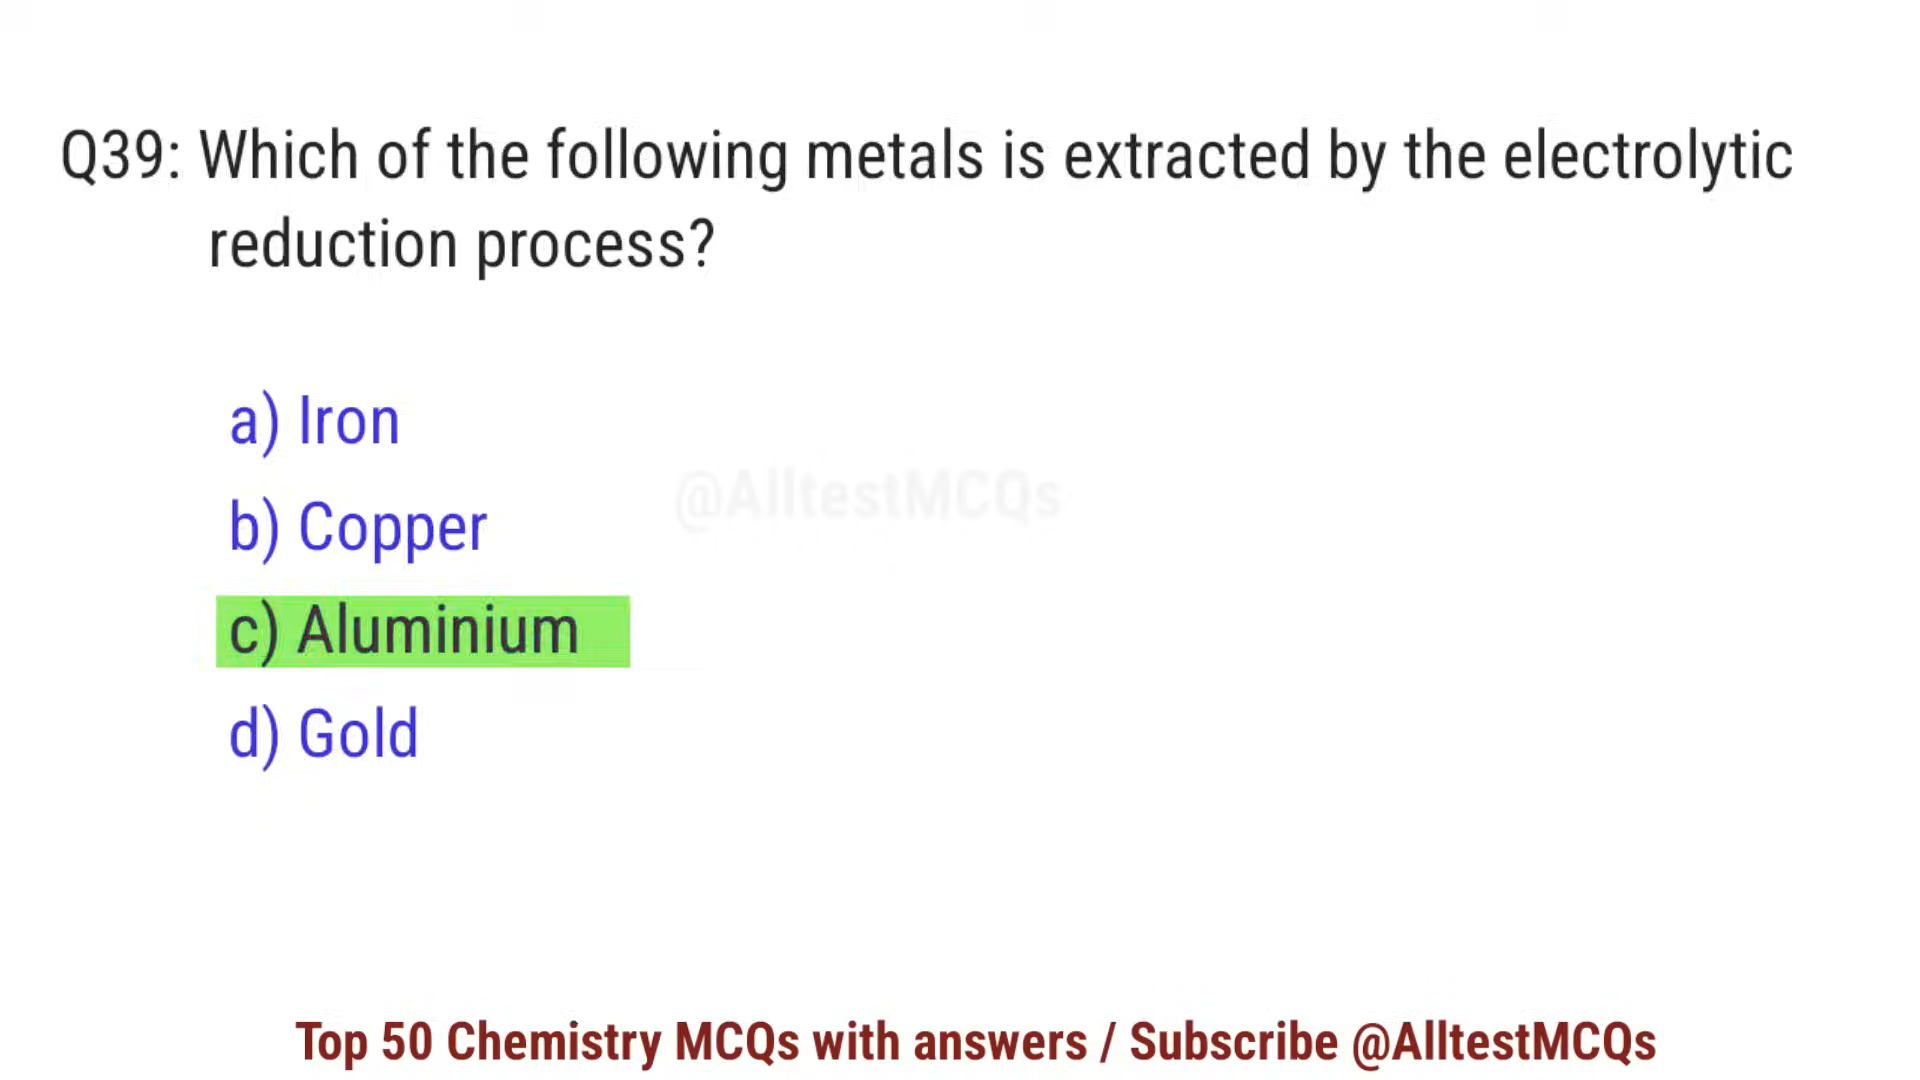 Q39: Which of the following metals is extracted by the electrolytic
reduction process?
a) Iron
@AlltestMCQs
b) Copper
c) Aluminium
d) Gold
Top 50 Chemistry MCQs with answers / Subscribe @AlltestMCQs